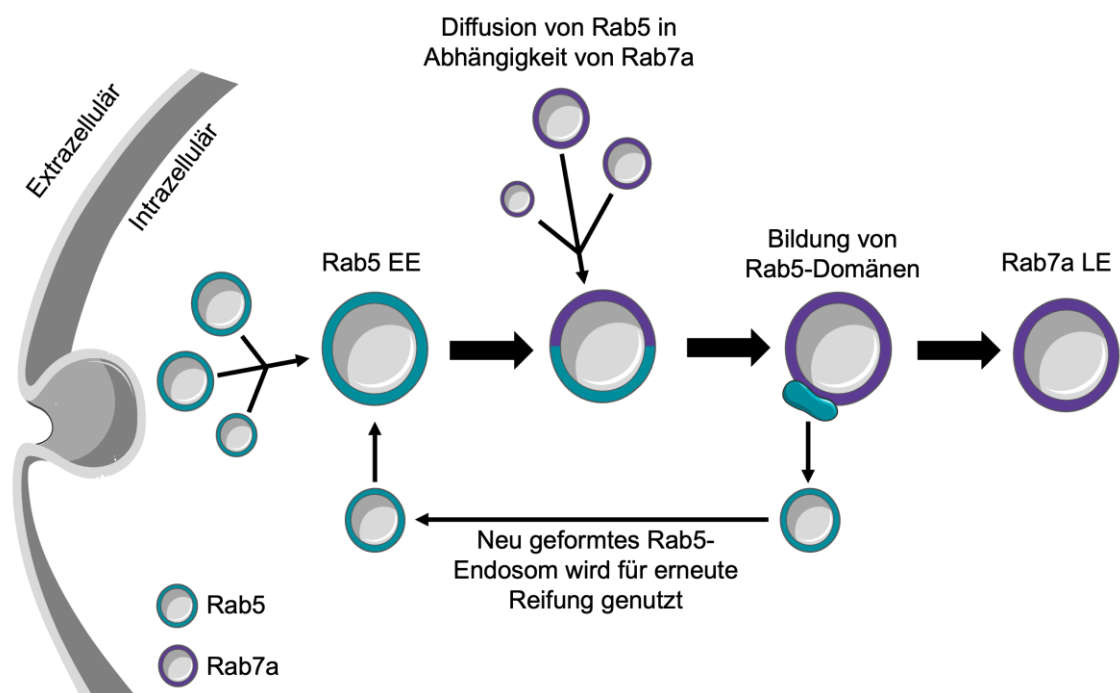 Diffusion von Rab5 in
Abhängigkeit von Rab7a
Extrazellulär
Intrazellulär
Rab5 EE
Bildung von
Rab5-Domänen
Rab7a LE
Neu geformtes Rab5-
Endosom wird für erneute
Reifung genutzt
Rab5
Rab7a